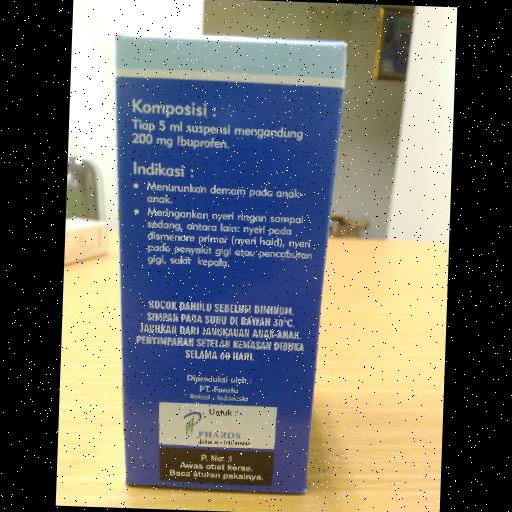 Komposisi :
Tiap 5 ml suspensi mengandung
200 mg Ibuprofen.
Indikasi :
• Menurunkan demam pada anak-
anak.
• Meringankan nyeri ringan sampai
sedang, antara lain: nyeri pada
dismenore primer (nyeri haid), nyeri
pada penyakit gigi atau pencabutan
gigi, sakit kepala.
KOCOK DAHULU SEBELUM DIMINUM.
SIMPAN PADA SUHU DI BAWAH 30°C.
JAUHKAN DARI JANGKAUAN ANAK-ANAK.
PENYIMPANAN SETELAH KEMASAN DIBUKA
SELAMA 60 HARI.
Diproduksi oleh :
PT.
Bekasi - Indonesia
Untuk :
PHAROS
Jakarta - Indonesia
P. No. :1
Awas obat keras.
Baca aturan pakainya.